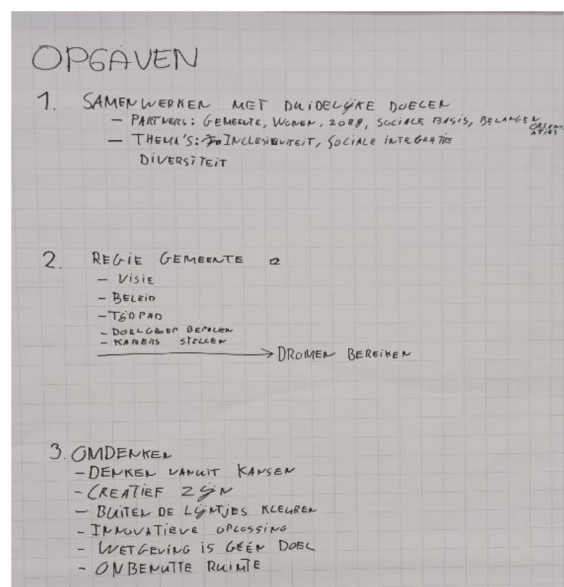 OPGAVEN
1. SAMENWERKEN MET DUIDELIJKE DOELEN
- PARTNERS: GEMEENTE, WONEN, ZORG, SOCIALE BASIS, BELANGEN ORGANISATIES
- THEMA'S: INCLUSIVITEIT, SOCIALE INTEGRATIE
DIVERSITEIT
2. REGIE GEMEENTE
- VISIE
- BELEID
- TIJDPAD
- DOELGROEP BEPALEN
- KADERS STELLEN
DROMEN BEREIKEN
3. OMDENKEN
- DENKEN VANUIT KANSEN
- CREATIEF ZIJN
- BUITEN DE LIJNTJES KLEUREN
- INNOVATIEVE OPLOSSING
- WETGEVING IS GÉÉN DOEL
- ONBENUTTE RUIMTE